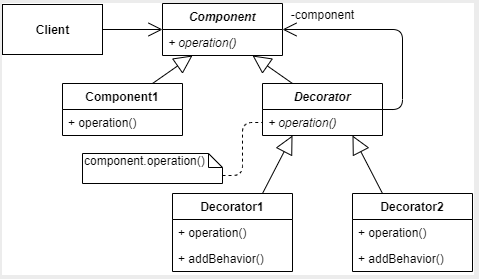 Client
Component
+ operation()
-component
Component1
+ operation()
Decorator
+ operation()
component.operation()
Decorator1
+ operation()
+ addBehavior()
Decorator2
+ operation()
+ addBehavior()